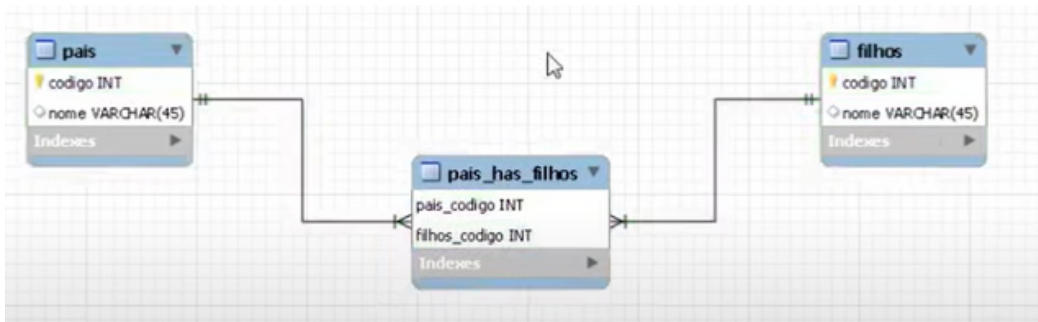 pais
codigo INT
nome VARCHAR(45)
Indexes
filhos
codigo INT
nome VARCHAR(45)
Indexes
pais_has_filhos
pais_codigo INT
filhos_codigo INT
Indexes